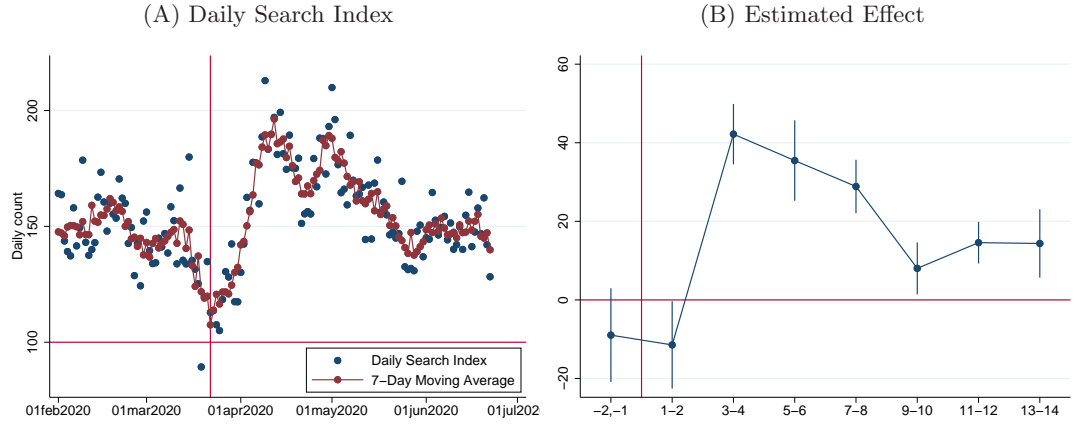 (A) Daily Search Index
(B) Estimated Effect
Daily count
200
150
100
Daily Search Index
7−Day Moving Average
01feb2020 01mar2020 01apr2020 01may2020 01jun2020 01jul202
60
40
20
0
−20
−2,−1 1−2 3−4 5−6 7−8 9−10 11−12 13−14